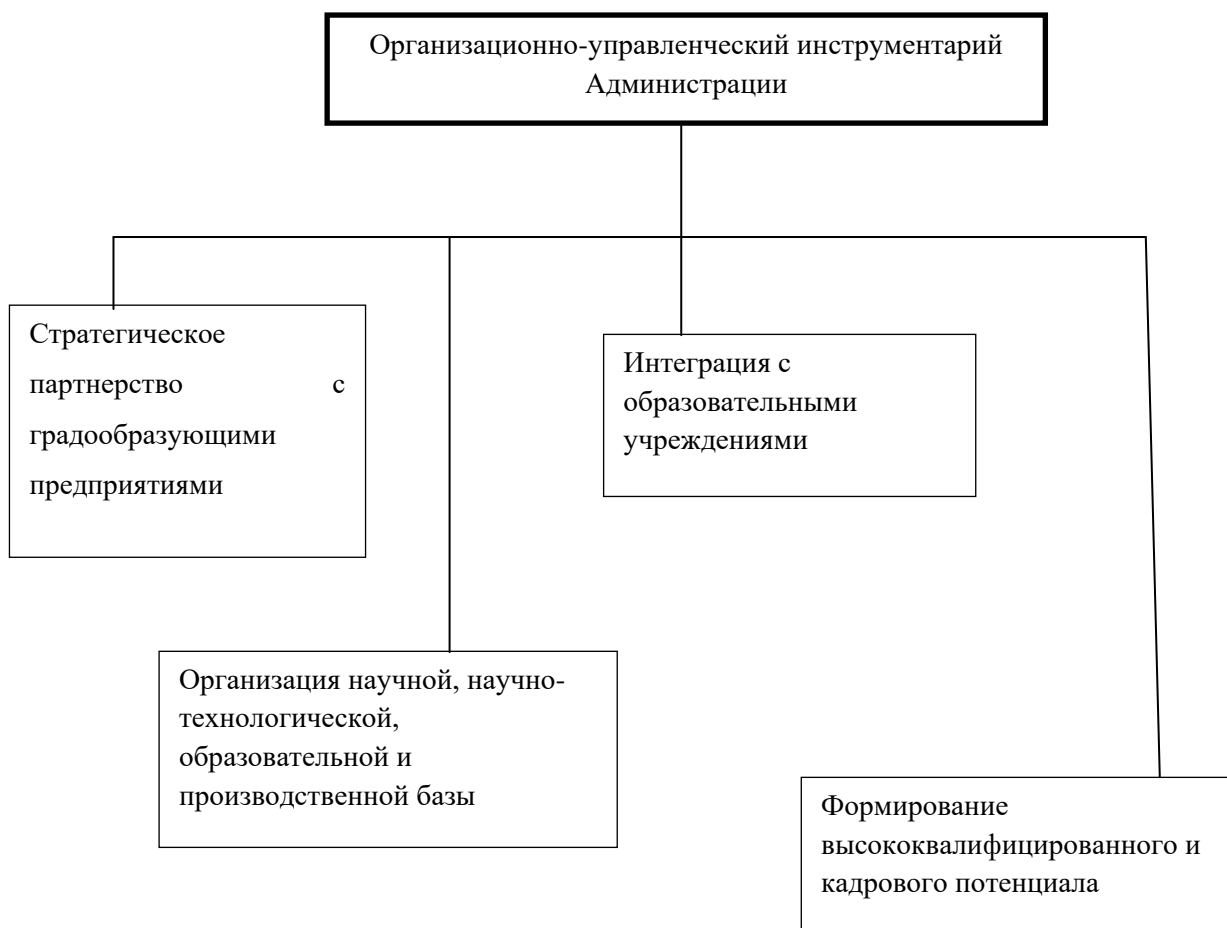 Организационно-управленческий инструментарий
Администрации
Стратегическое
партнерство с
градообразующими
предприятиями
Интеграция с
образовательными
учреждениями
Организация научной, научно-
технологической,
образовательной и
производственной базы
Формирование
высококвалифицированного и
кадрового потенциала